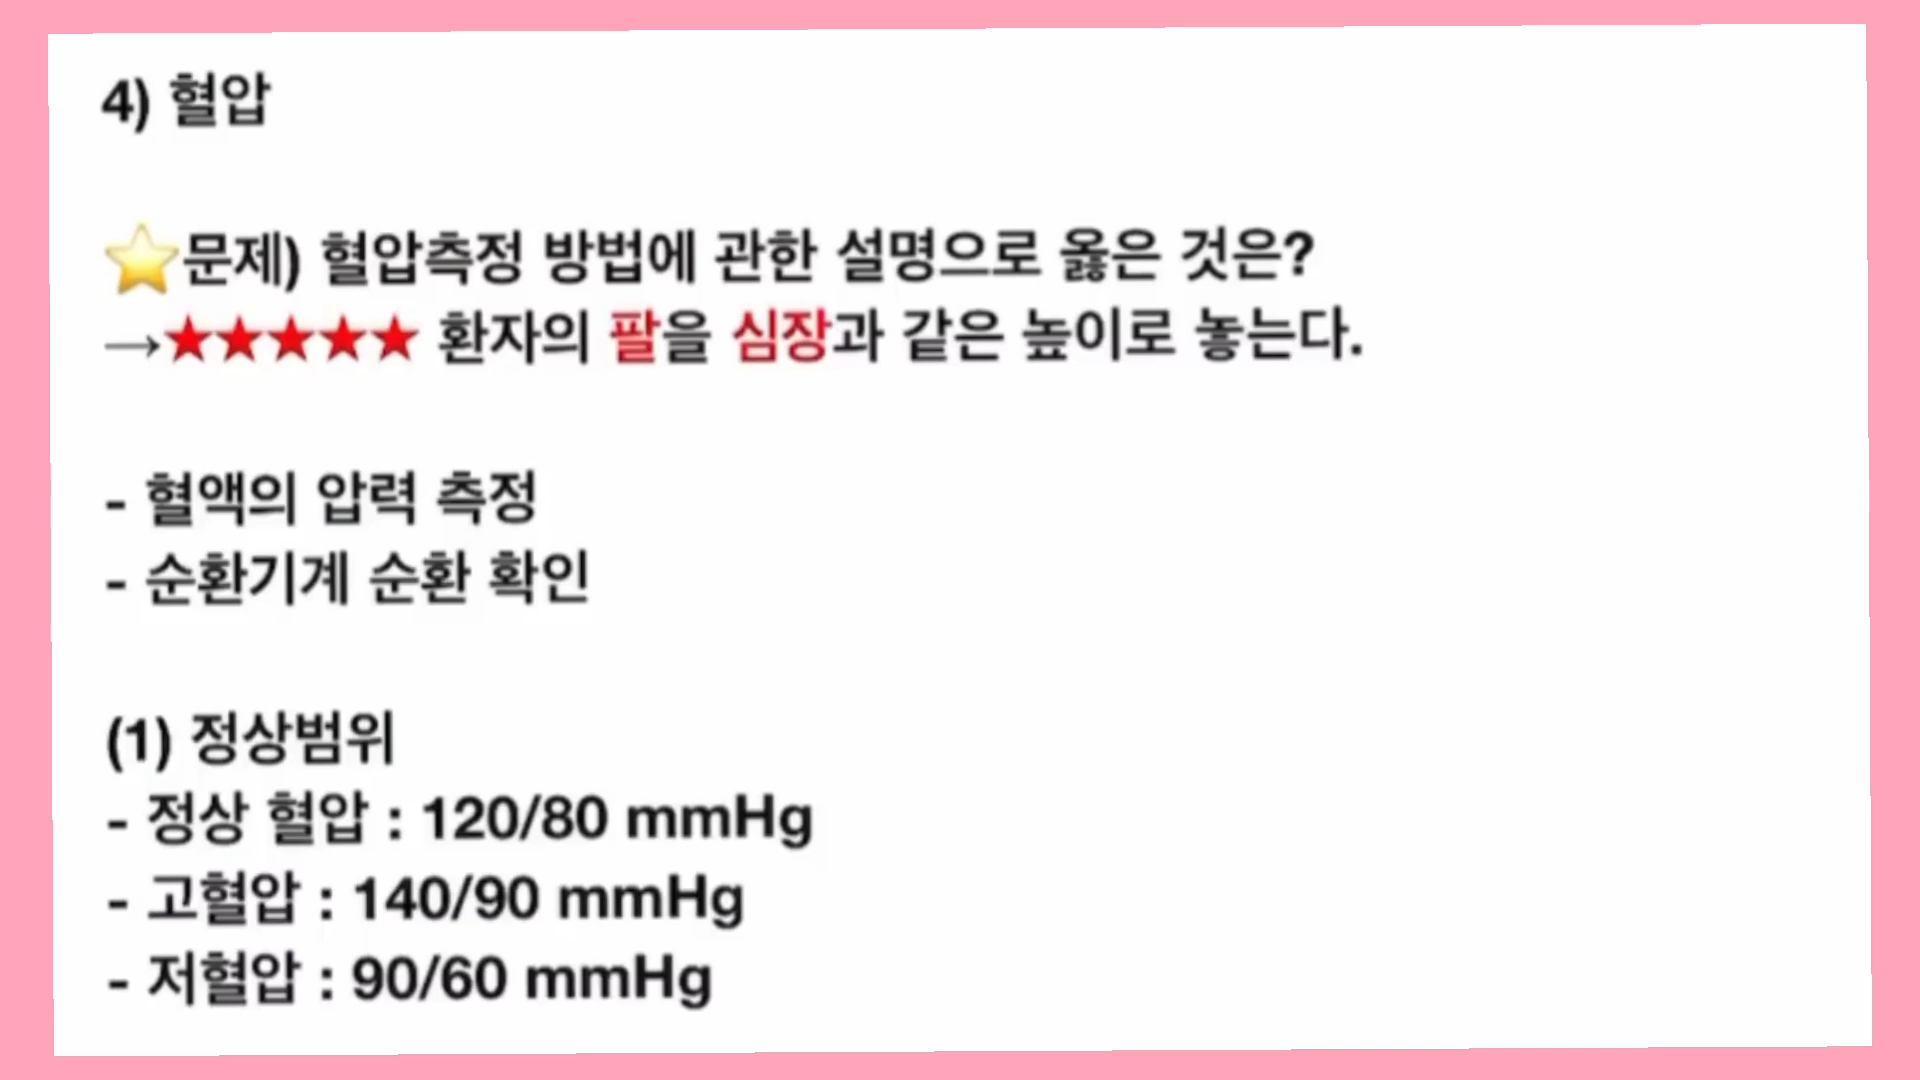 4) 혈압
⭐문제) 혈압측정 방법에 관한 설명으로 옳은 것은?
→★★★★★ 환자의 팔을 심장과 같은 높이로 놓는다.
- 혈액의 압력 측정
- 순환기계 순환 확인
(1) 정상범위
- 정상 혈압 : 120/80 mmHg
- 고혈압 : 140/90 mmHg
- 저혈압 : 90/60 mmHg